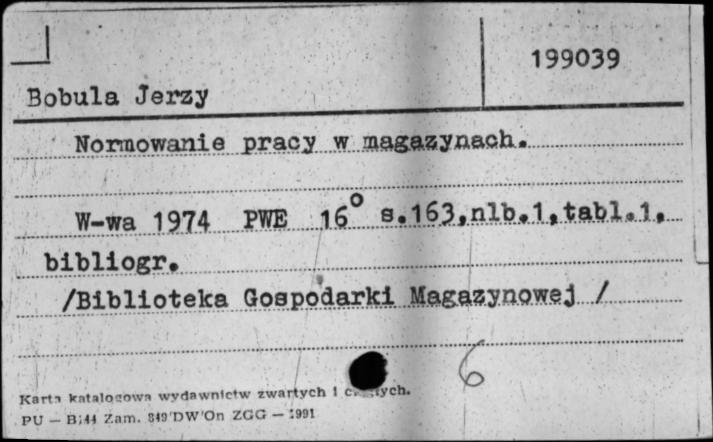 199039
Bobula Jerzy
Normowanie pracy w magazynach.
W-wa 1974 PWE 16° s.163,nlb.1,tabl.1,
bibliogr.
/Biblioteka Gospodarki Magazynowej /
6
Karta katalogowa wydawnictw zwartych i ciągłych.
PU — B/44 Zam. 849'DW'On ZGG — 1991